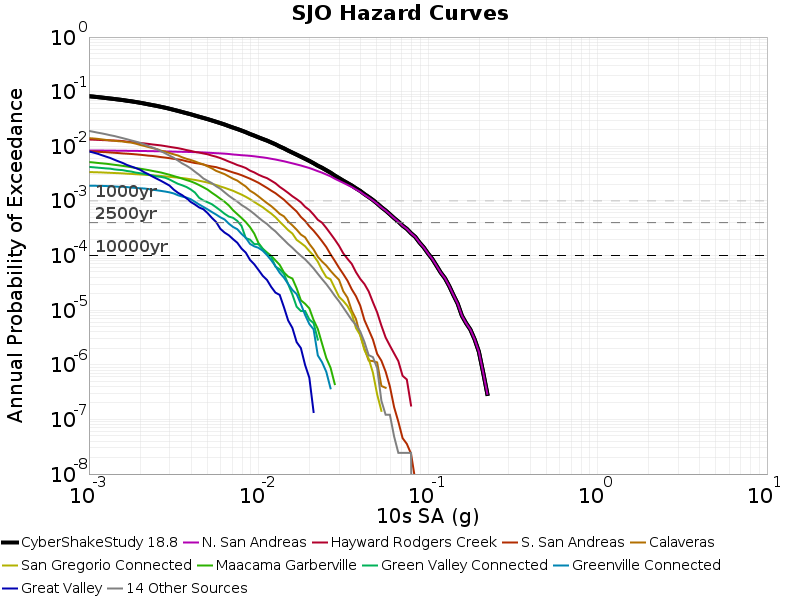 SJO Hazard Curves
Annual Probability of Exceedance
10^0
10^-1
10^-2
10^-3
10^-4
10^-5
10^-6
10^-7
10^-8
1000yr
2500yr
10000yr
10^-3 10^-2 10^-1 10^0 10^1
10s SA (g)
CyberShakeStudy 18.8 N. San Andreas Hayward Rodgers Creek S. San Andreas Calaveras
San Gregorio Connected Maacama Garberville Green Valley Connected Greenville Connected
Great Valley 14 Other Sources